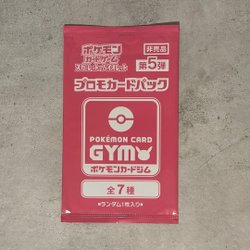 ポケモン
カードゲーム
スカーレット&バイオレット
非売品
第5弾
プロモカードパック
POKÉMON CARD
GYM
ポケモンカードジム
全7種
※ランダム1枚入り